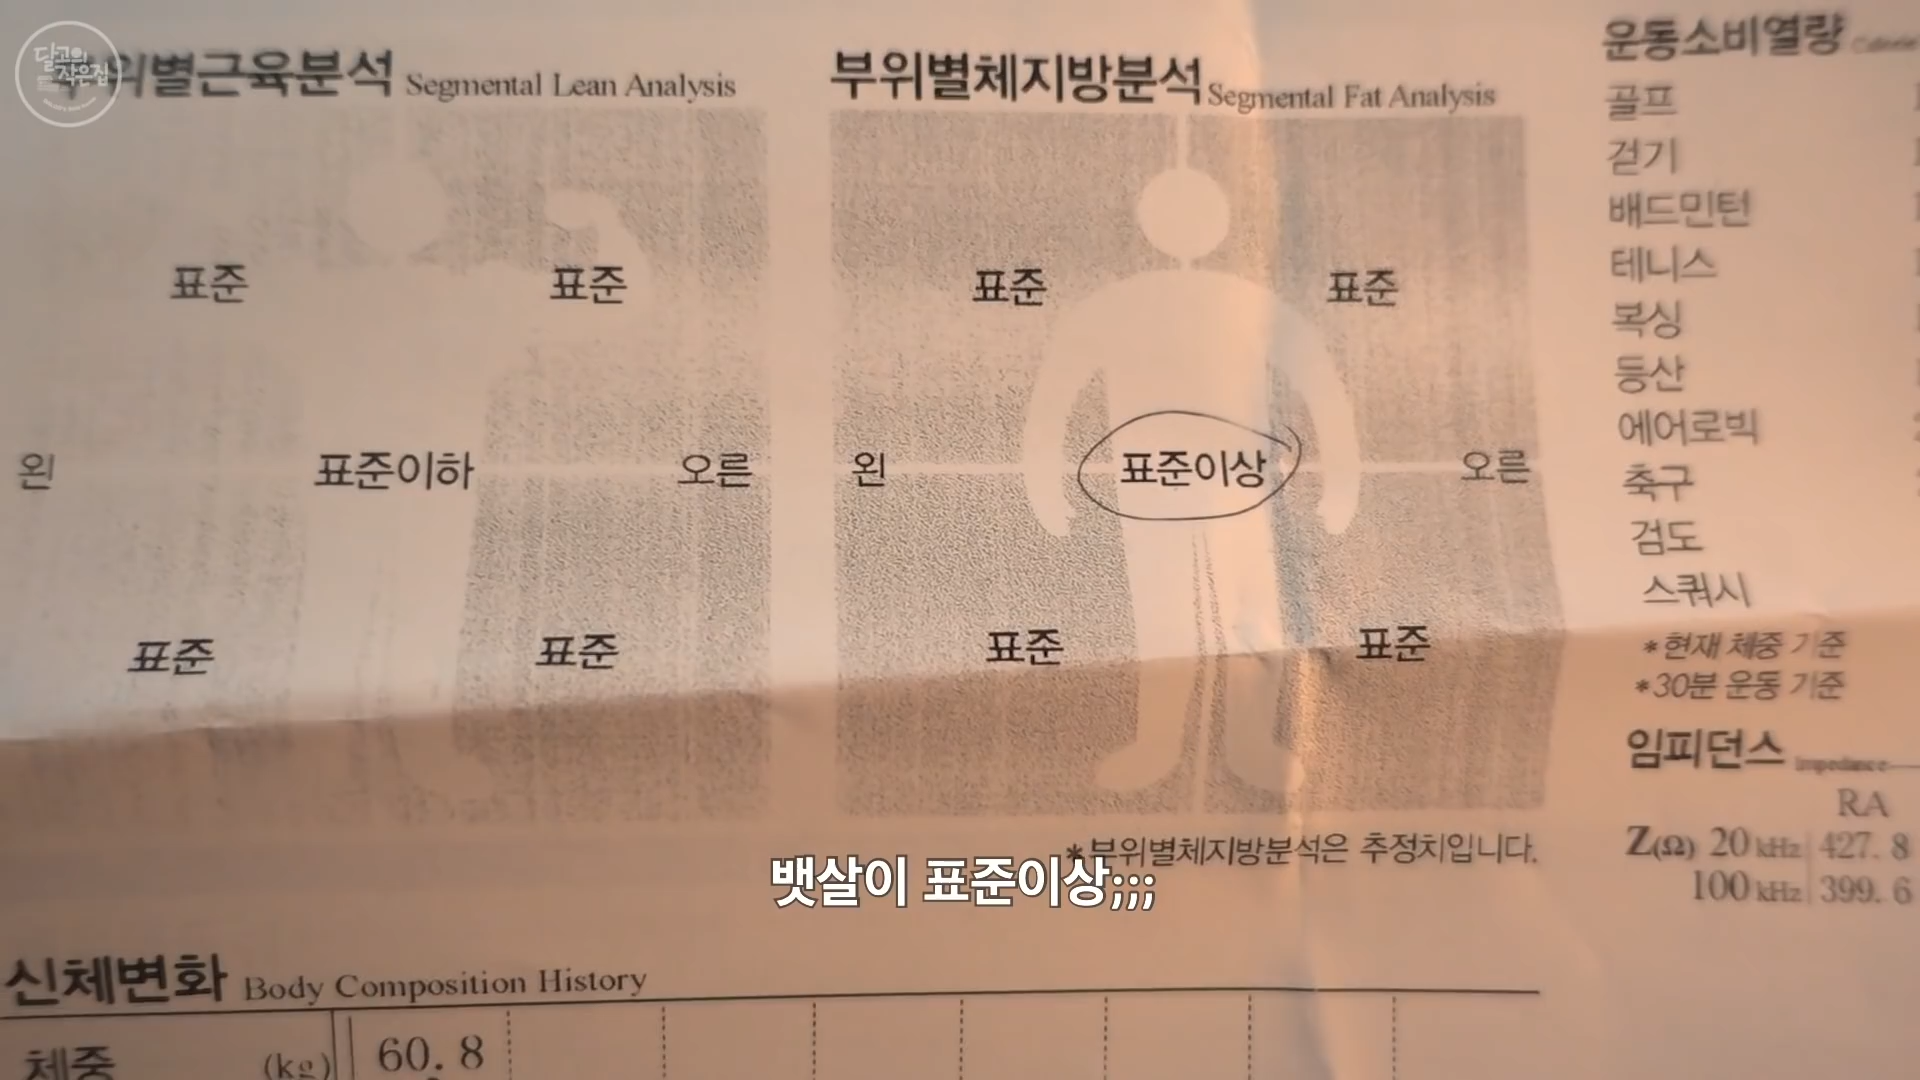 달고의
작은집
위별근육분석 Segmental Lean Analysis
표준 표준
왼 표준이하 오른
표준 표준
부위별체지방분석 Segmental Fat Analysis
표준 표준
왼 표준이상 오른
표준 표준
*부위별체지방분석은 추정치입니다.
운동소비열량
골프
걷기
배드민턴
테니스
복싱
등산
에어로빅
축구
검도
스쿼시
*현재 체중 기준
*30분 운동 기준
임피던스 Impedance
RA
Z(Ω) 20 kHz 427. 8
100 kHz 399. 6
뱃살이 표준이상;;;
신체변화 Body Composition History
체중 (kg) 60. 8